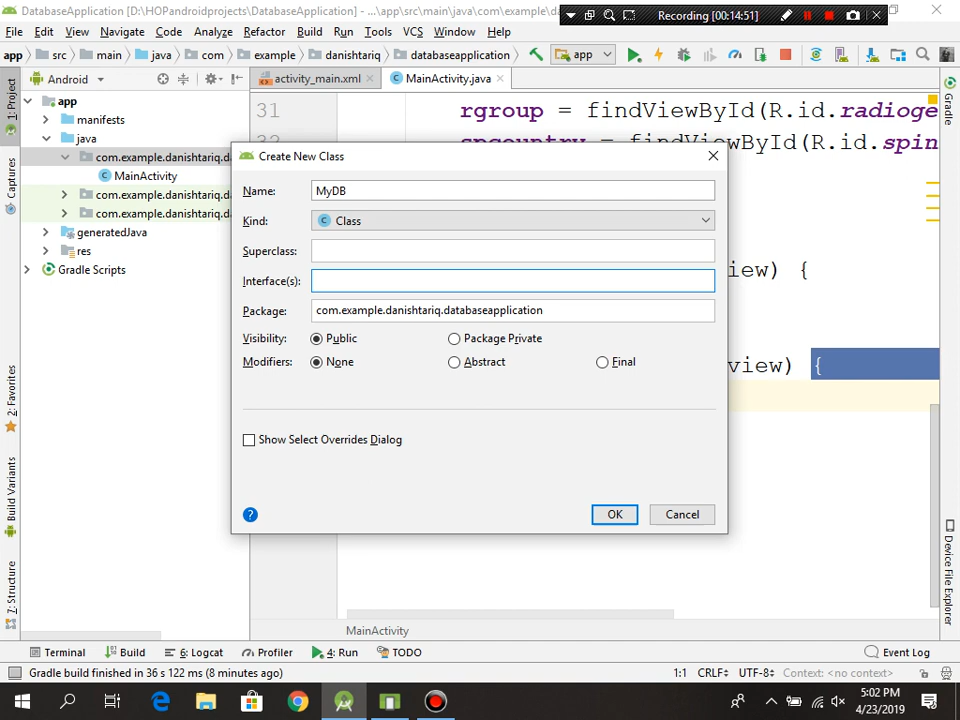 DatabaseApplication [D:\HOPandroidprojects\DatabaseApplication] - ...\app\src\main\java\com\example\da
Recording [00:14:51]
File Edit View Navigate Code Analyze Refactor Build Run Tools VCS Window Help
app src main java com example danishtariq databaseapplication app
1: Project
Captures
2: Favorites
Build Variants
7: Structure
Android
activity_main.xml
MainActivity.java
app
manifests
java
com.example.danishtariq.da
MainActivity
com.example.danishtariq.d
com.example.danishtariq.d
generatedJava
res
Gradle Scripts
31 rgroup = findViewById(R.id.radioge
spcountry = findViewById(R.id.spin
iew) {
view) {
Create New Class
Name: MyDB
Kind: Class
Superclass:
Interface(s):
Package: com.example.danishtariq.databaseapplication
Visibility: Public Package Private
Modifiers: None Abstract Final
Show Select Overrides Dialog
? OK Cancel
Gradle
Device File Explorer
MainActivity
Terminal Build 6: Logcat Profiler 4: Run TODO Event Log
Gradle build finished in 36 s 122 ms (8 minutes ago) 1:1 CRLF UTF-8 Context: <no context>
5:02 PM
4/23/2019